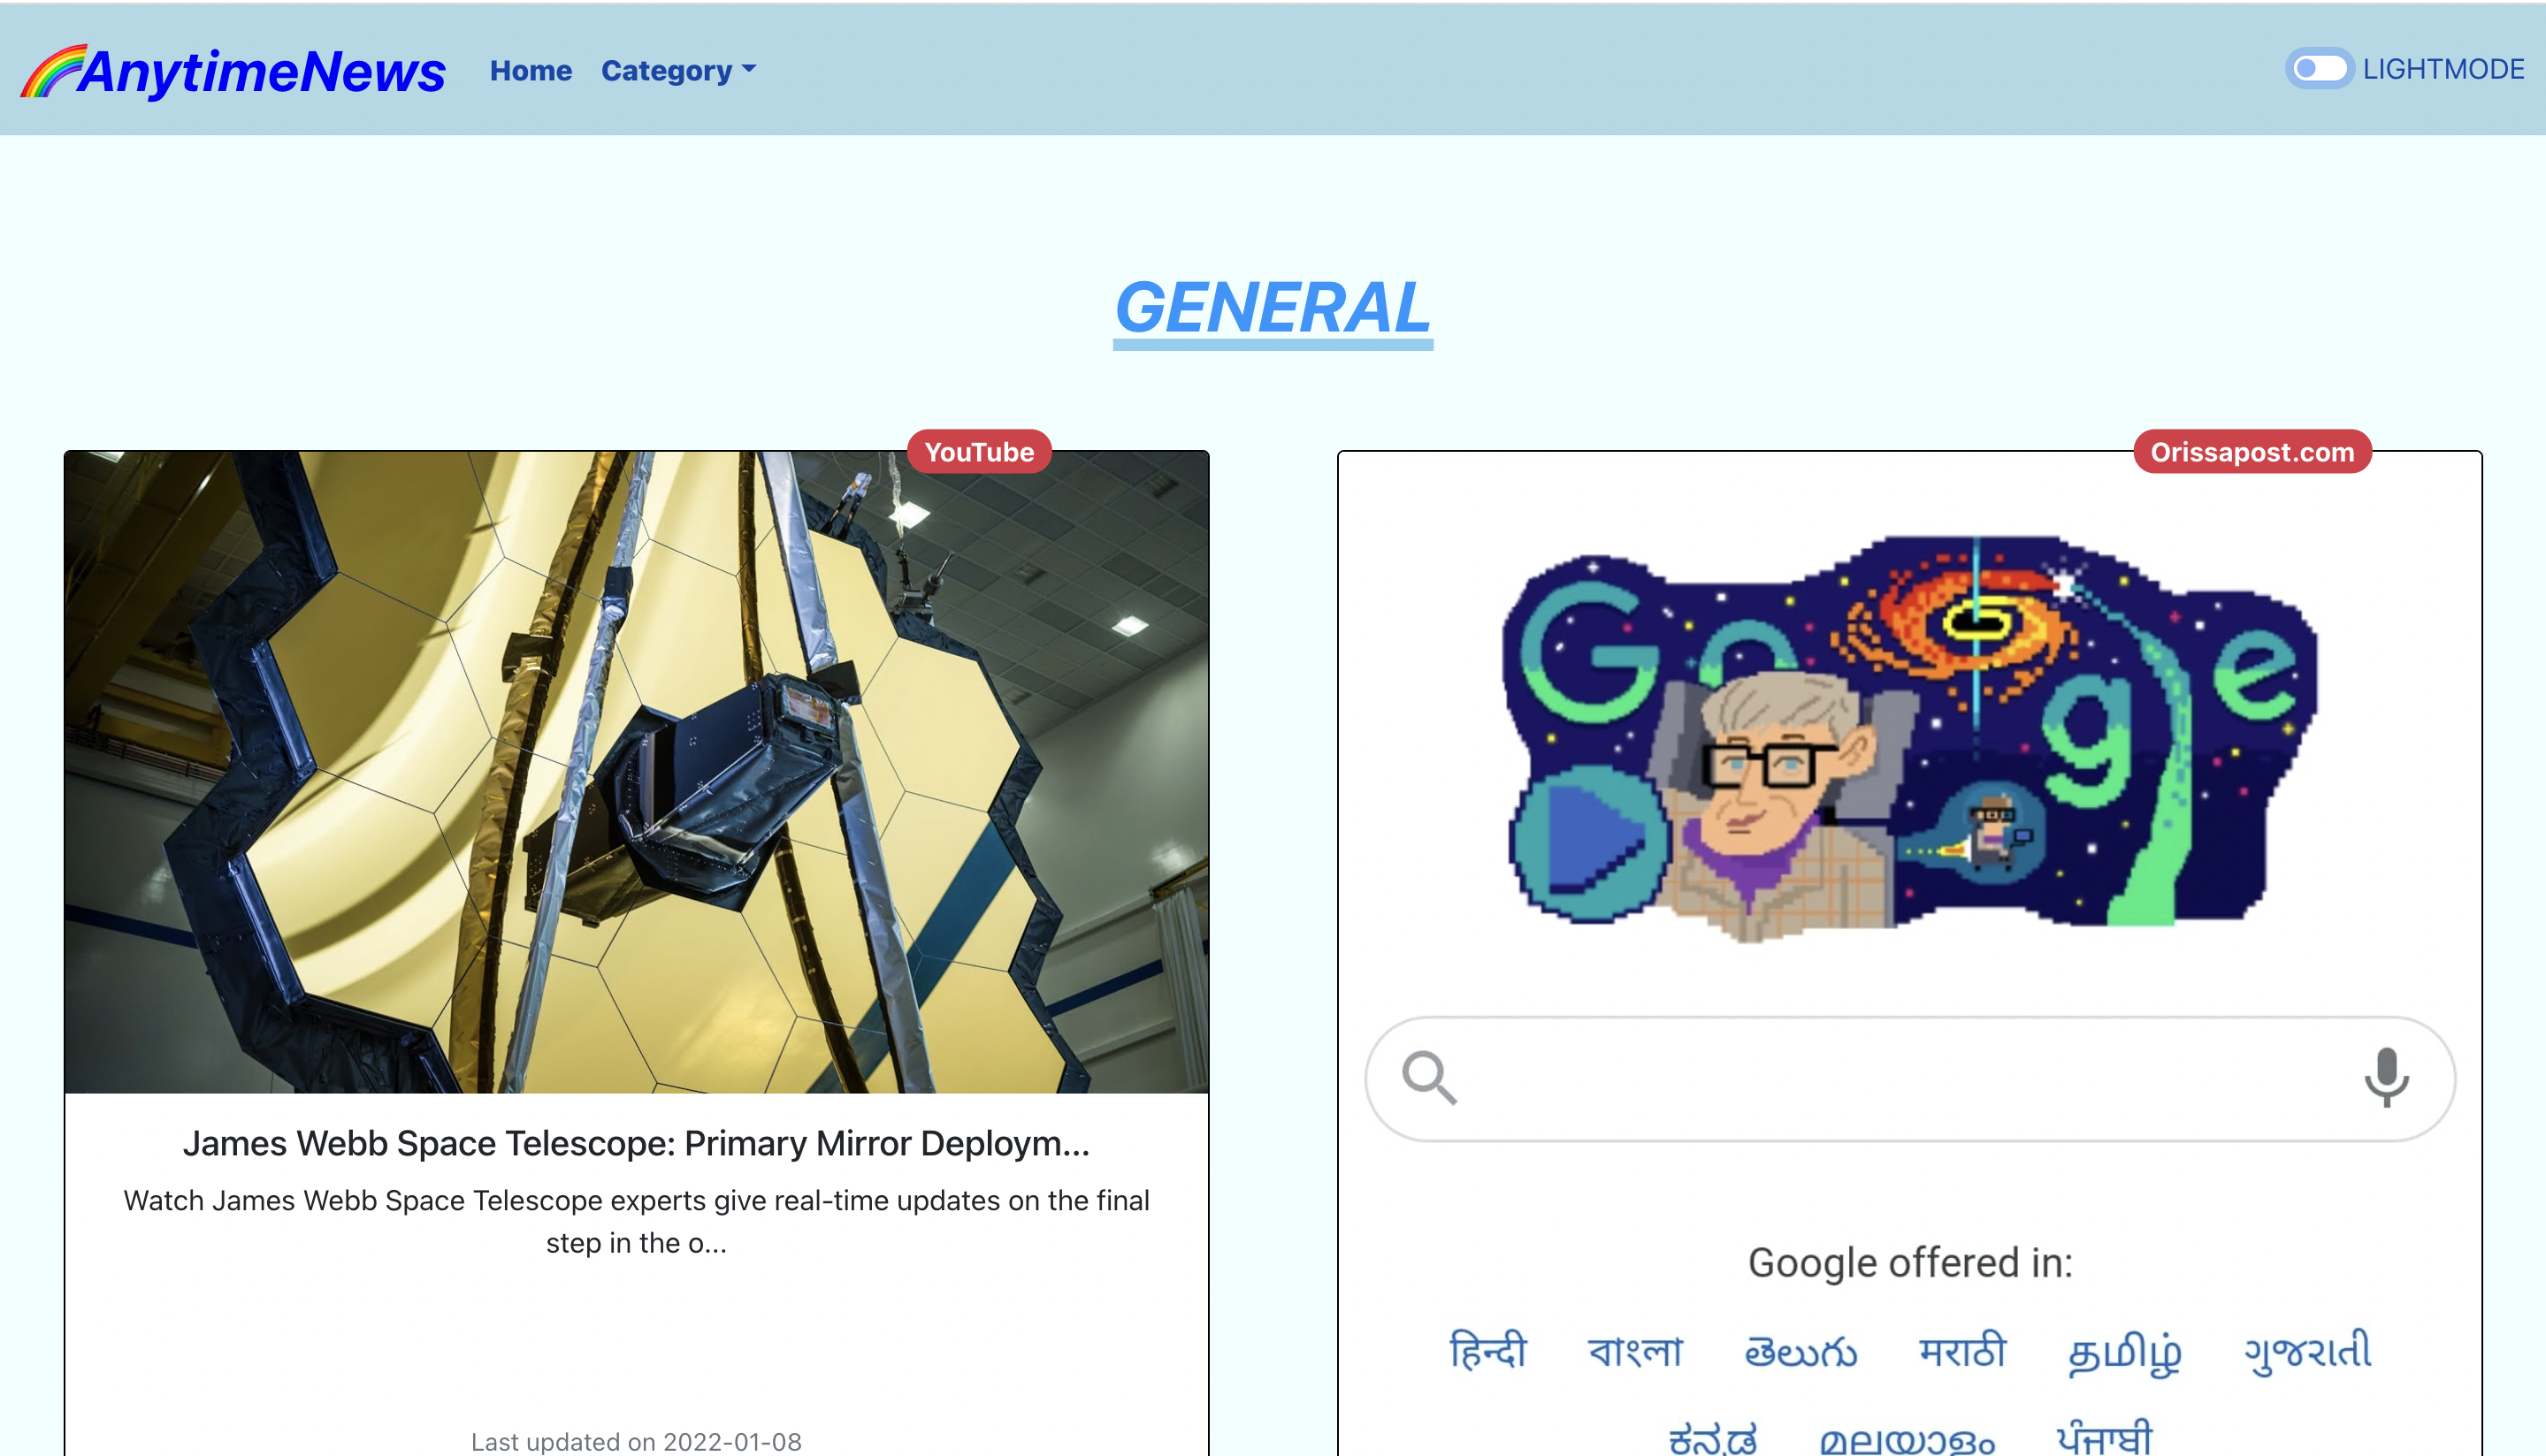 AnytimeNews
Home
Category
LIGHTMODE
GENERAL
YouTube
James Webb Space Telescope: Primary Mirror Deploym...
Watch James Webb Space Telescope experts give real-time updates on the final
step in the o...
Last updated on 2022-01-08
Orissapost.com
Google
Google offered in:
हिन्दी বাংলা తెలుగు मराठी தமிழ் ગુજરાતી
ಕನ್ನಡ മലയാളം ਪੰਜਾਬੀ